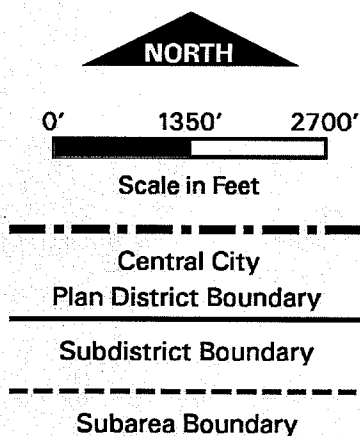 NORTH
0' 1350' 2700'
Scale in Feet
Central City
Plan District Boundary
Subdistrict Boundary
Subarea Boundary